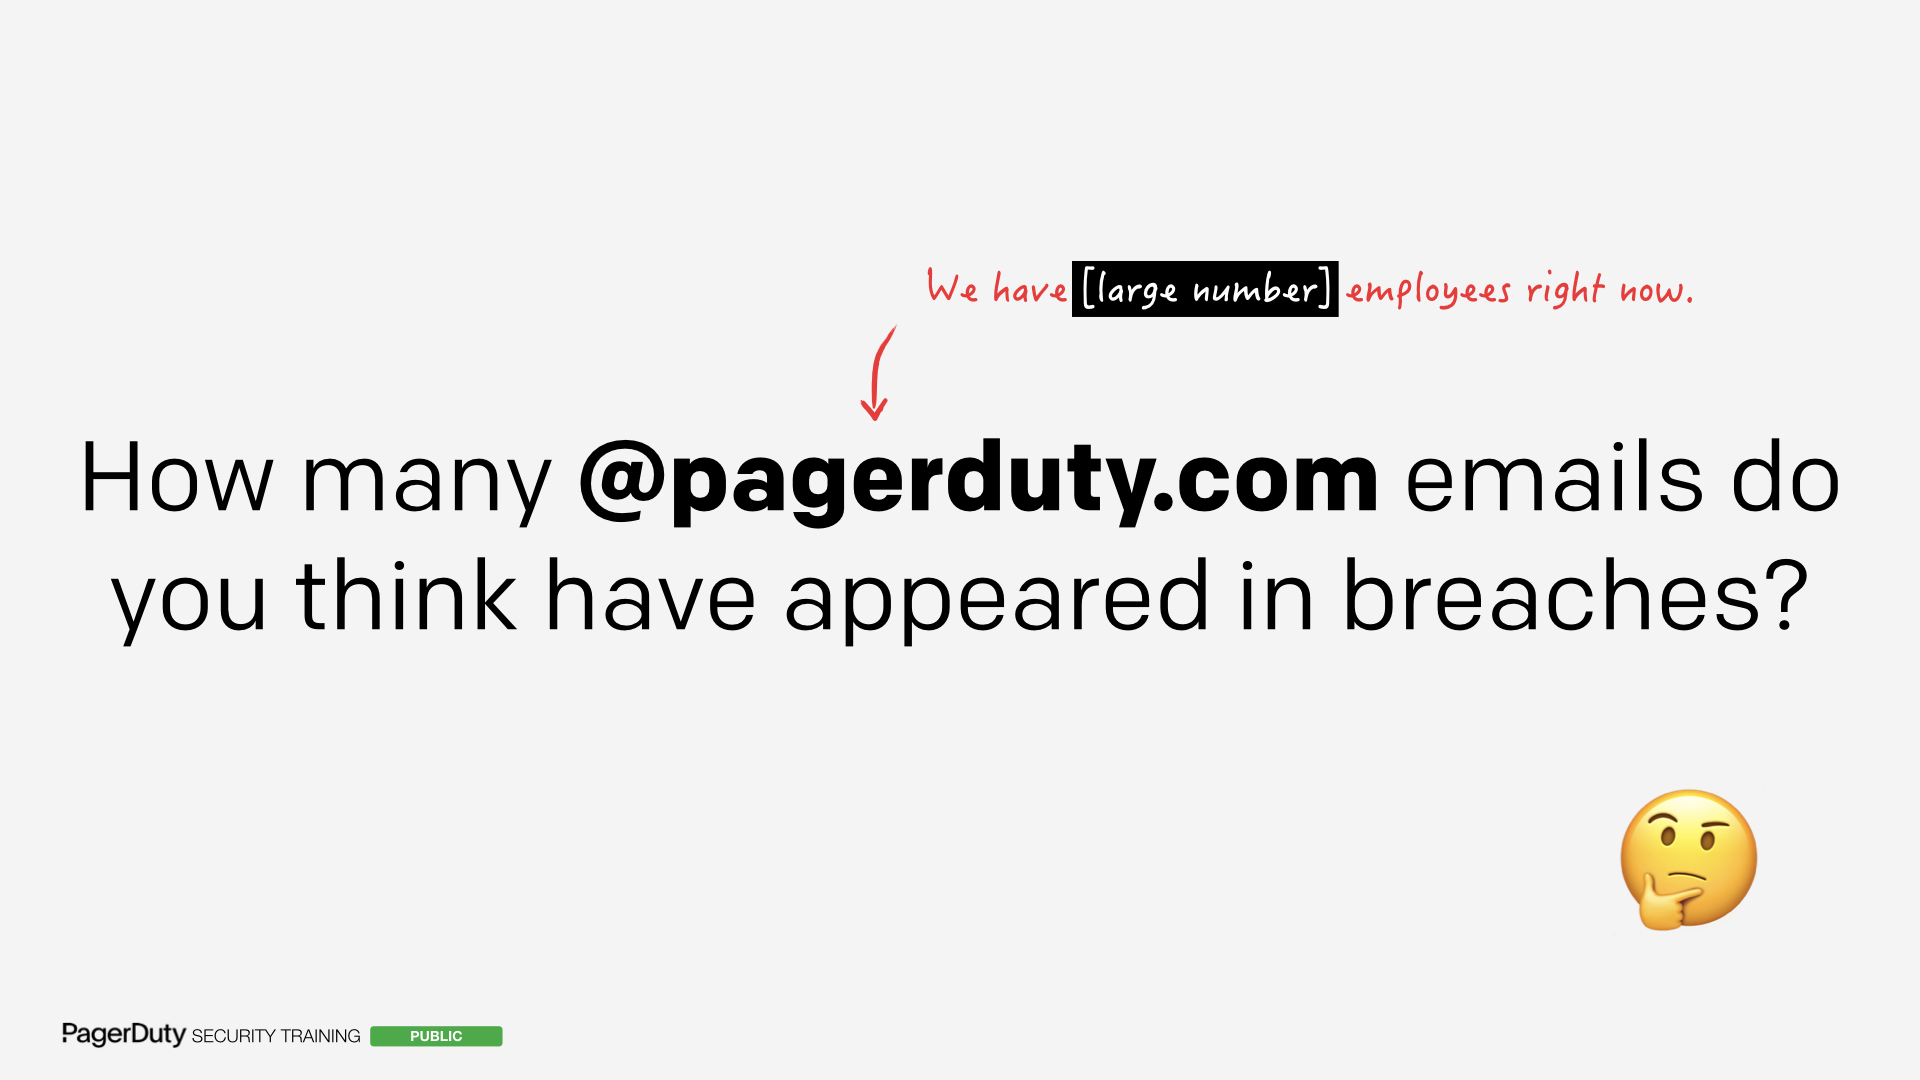 We have [large number] employees right now.
How many @pagerduty.com emails do
you think have appeared in breaches?
PagerDuty SECURITY TRAINING PUBLIC